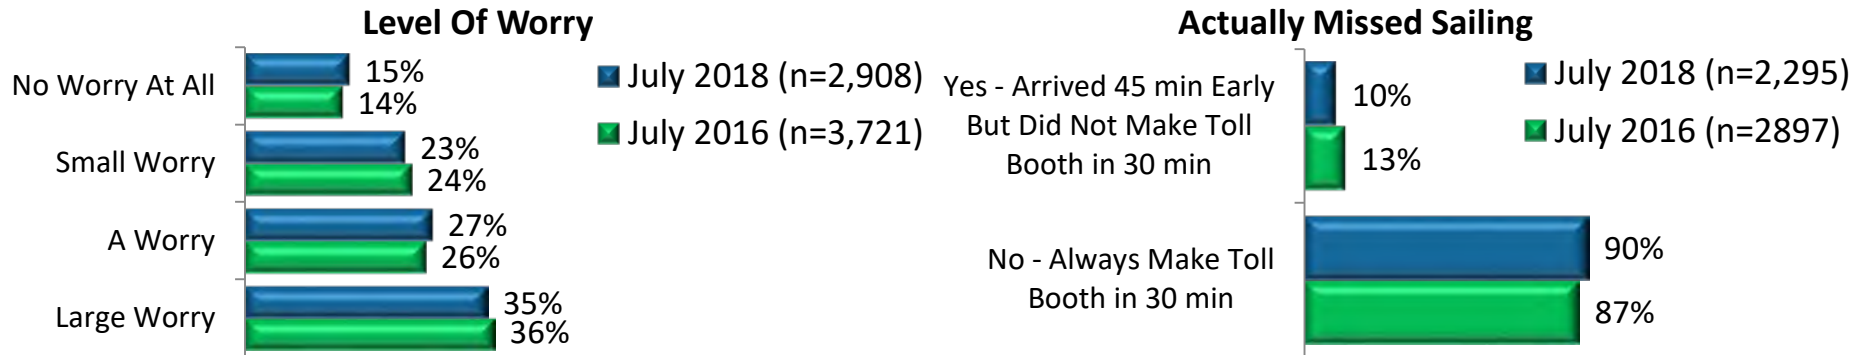 Level Of Worry
No Worry At All
15%
14%
Small Worry
23%
24%
A Worry
27%
26%
Large Worry
35%
36%
July 2018 (n=2,908)
July 2016 (n=3,721)
Actually Missed Sailing
Yes - Arrived 45 min Early
But Did Not Make Toll
Booth in 30 min
10%
13%
No - Always Make Toll
Booth in 30 min
90%
87%
July 2018 (n=2,295)
July 2016 (n=2897)